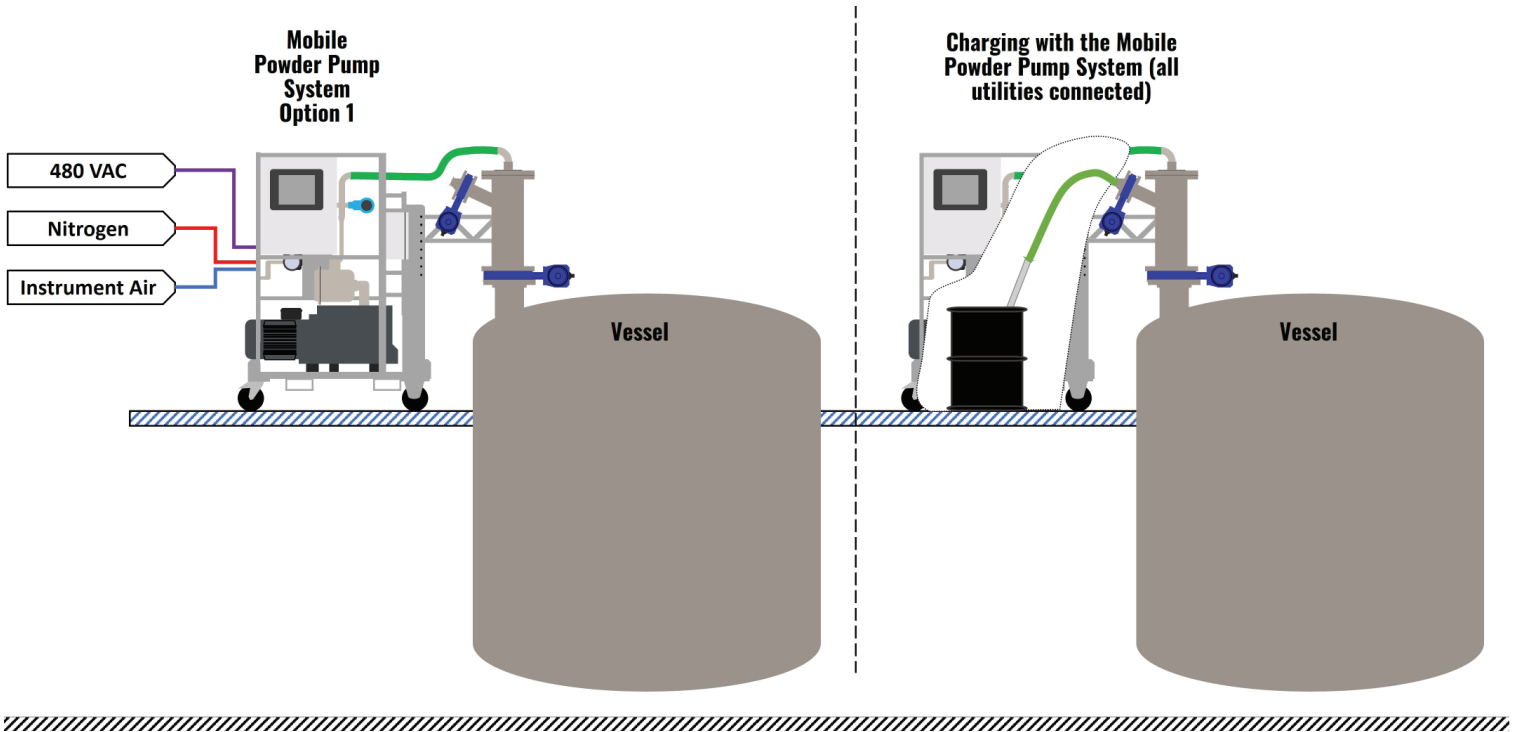 Mobile
Powder Pump
System
Option 1
480 VAC
Nitrogen
Instrument Air
Vessel
Charging with the Mobile
Powder Pump System (all
utilities connected)
Vessel